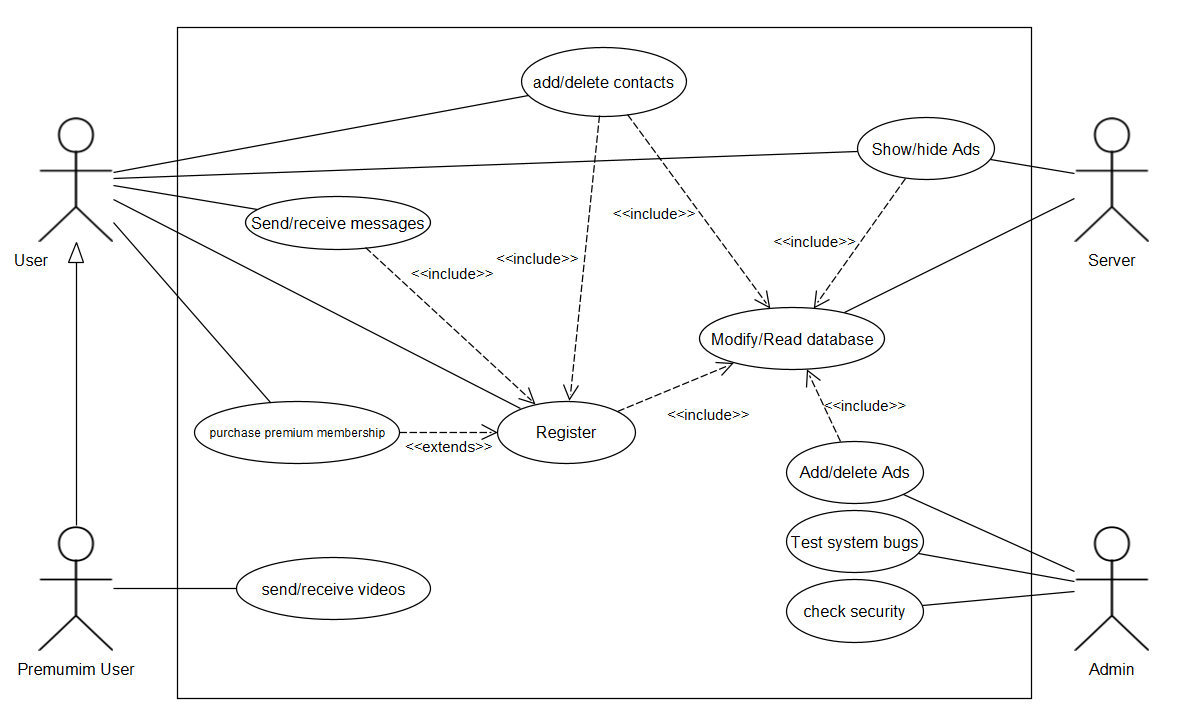 add/delete contacts
Show/hide Ads
<<include>>
Send/receive messages
<<include>>
<<include>>
User
Server
<<include>>
Modify/Read database
<<include>>
<<include>>
purchase premium membership
Register
<<extends>>
Add/delete Ads
Test system bugs
send/receive videos
check security
Premumim User
Admin